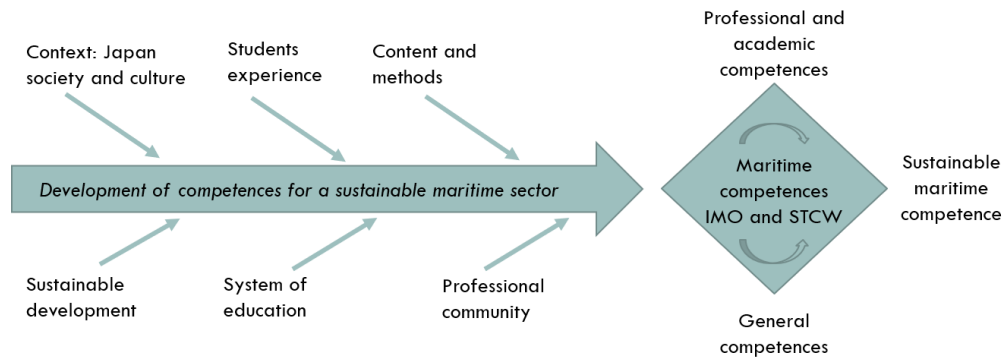 Context: Japan
society and culture
Students
experience
Content and
methods
Professional and
academic
competences
Development of competences for a sustainable maritime sector
Maritime
competences
IMO and STCW
Sustainable
maritime
competence
Sustainable
development
System of
education
Professional
community
General
competences